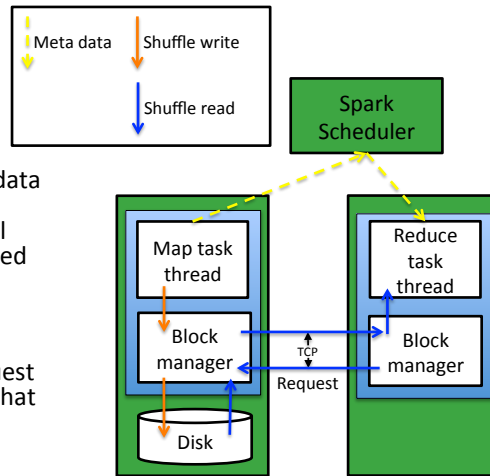 Meta data
Shuffle write
Shuffle read
Spark
Scheduler
data
l
ed
uest
hat
Map task
thread
Block
manager
Disk
TCP
Request
Reduce
task
thread
Block
manager